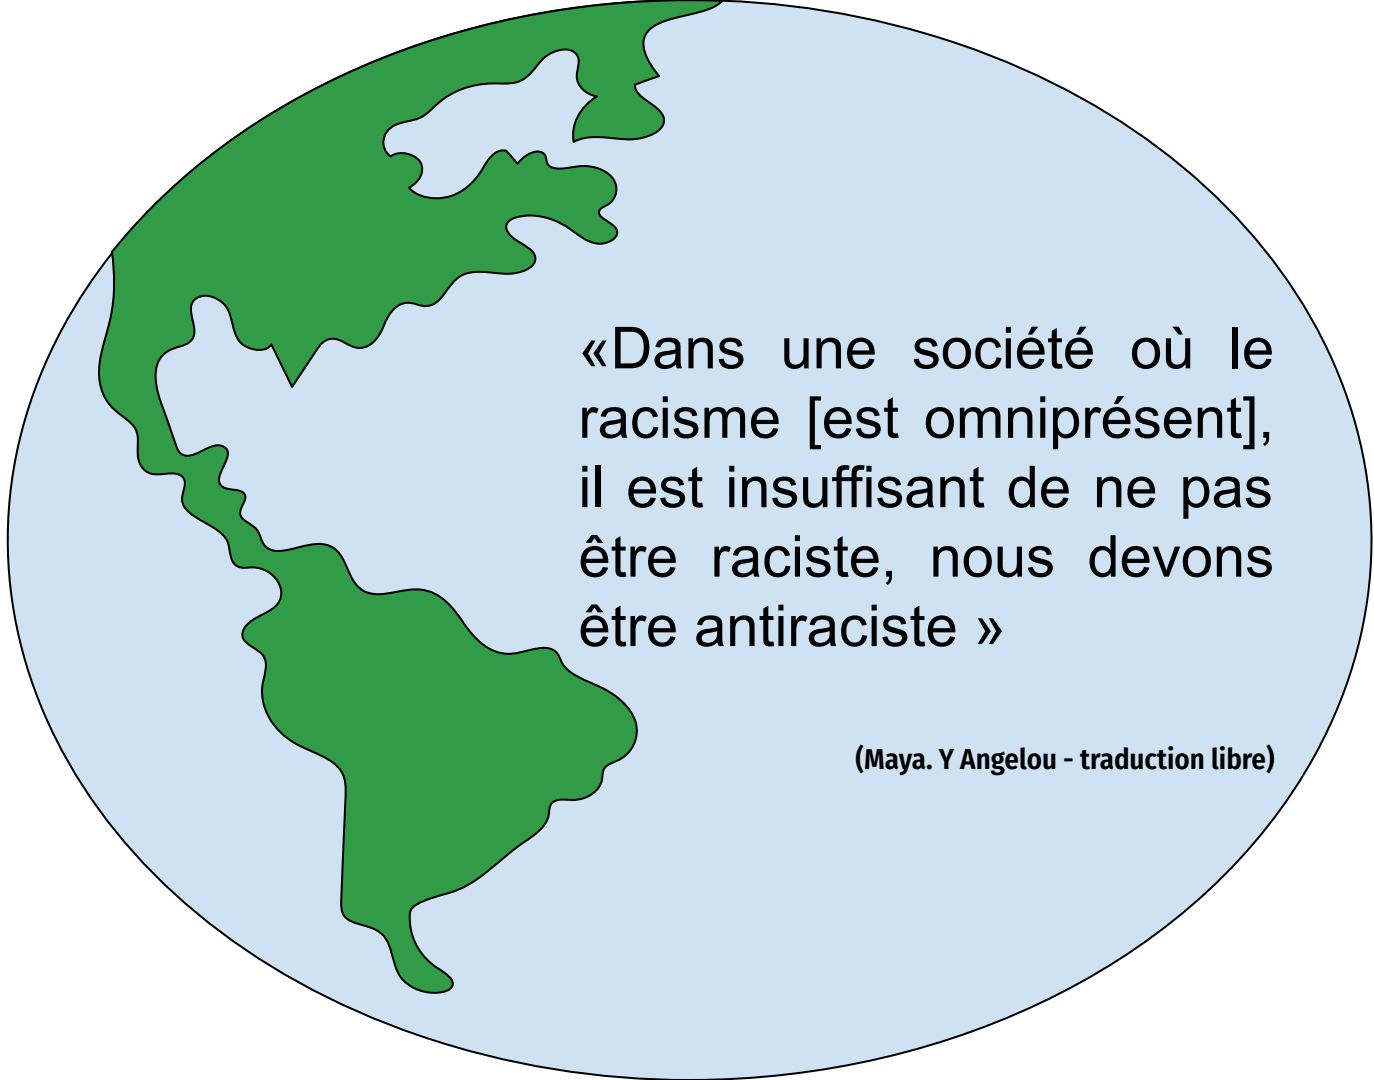 «Dans une société où le
racisme [est omniprésent],
il est insuffisant de ne pas
être raciste, nous devons
être antiraciste »
(Maya. Y Angelou - traduction libre)